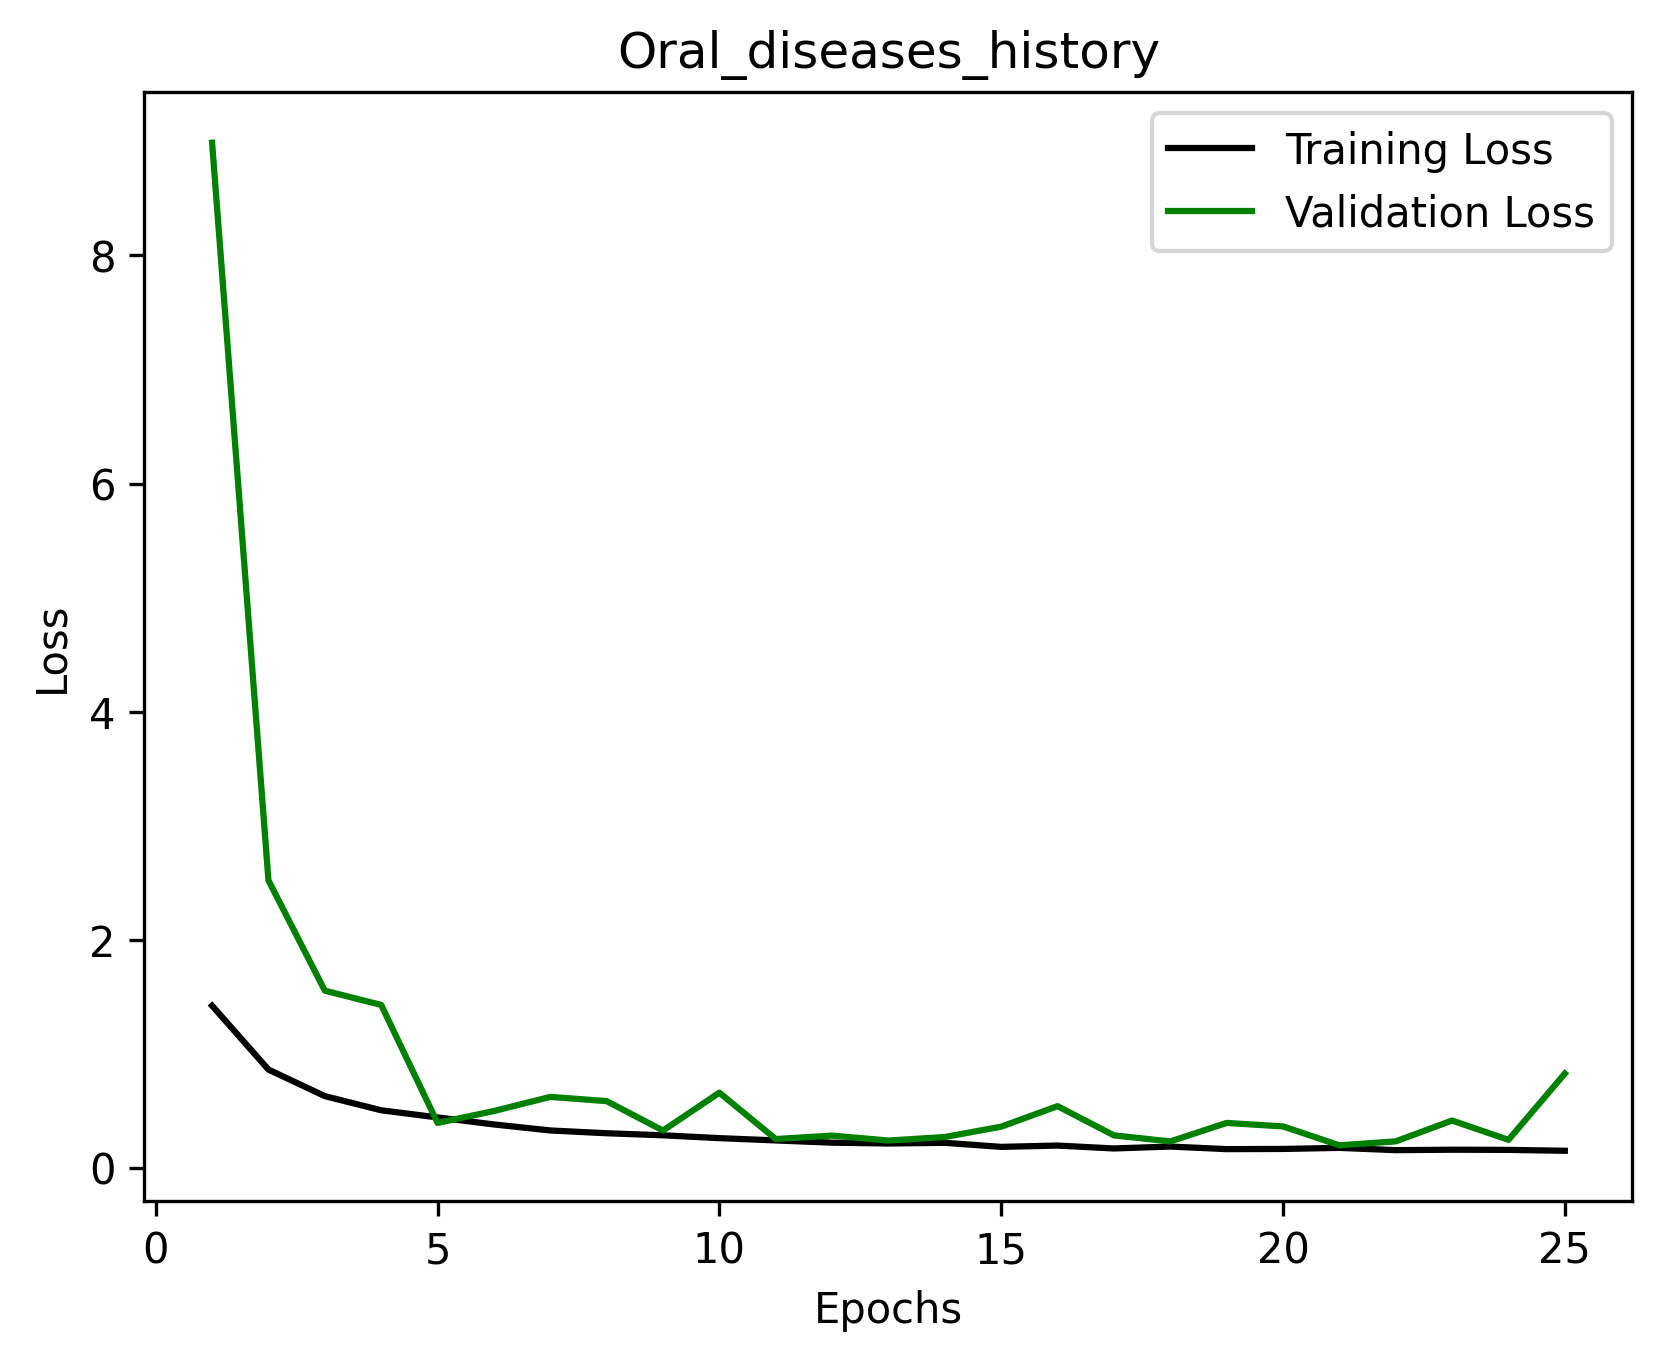 Oral_diseases_history
Training Loss
Validation Loss
8
6
4
2
0
Loss
0 5 10 15 20 25
Epochs